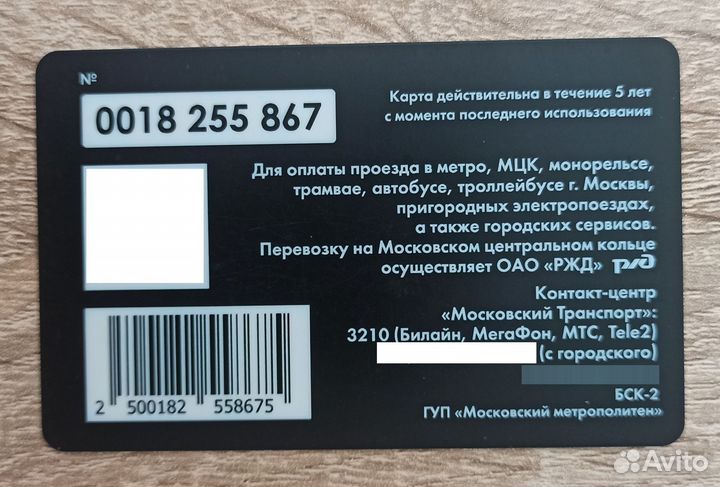 №
0018 255 867
Карта действительна в течение 5 лет
с момента последнего использования
Для оплаты проезда в метро, МЦК, монорельсе,
трамвае, автобусе, троллейбусе г. Москвы,
пригородных электропоездах,
а также городских сервисов.
Перевозку на Московском центральном кольце
осуществляет ОАО «РЖД» РЖД
Контакт-центр
«Московский Транспорт»:
3210 (Билайн, МегаФон, МТС, Tele2)
(с городского)
БСК-2
ГУП «Московский метрополитен»
2 500182 558675
Avito